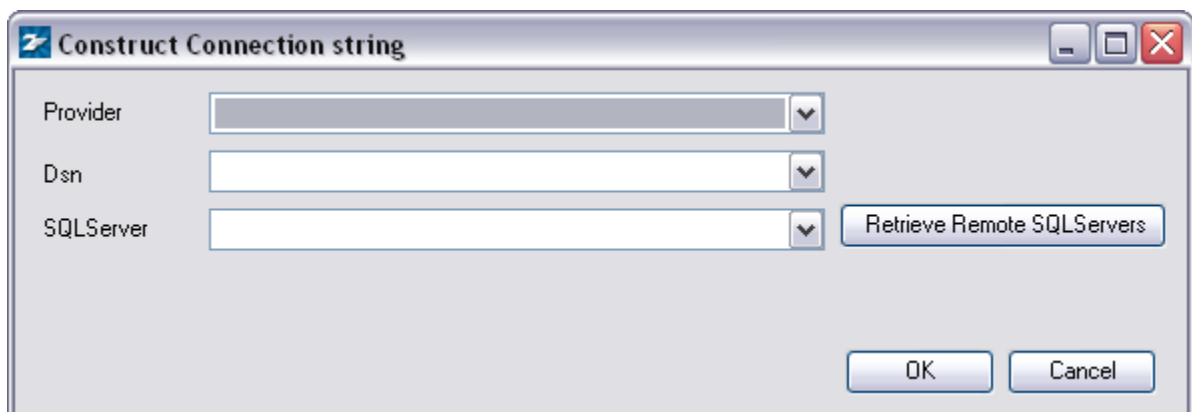 Construct Connection string
Provider
Dsn
SQLServer
Retrieve Remote SQLServers
OK
Cancel